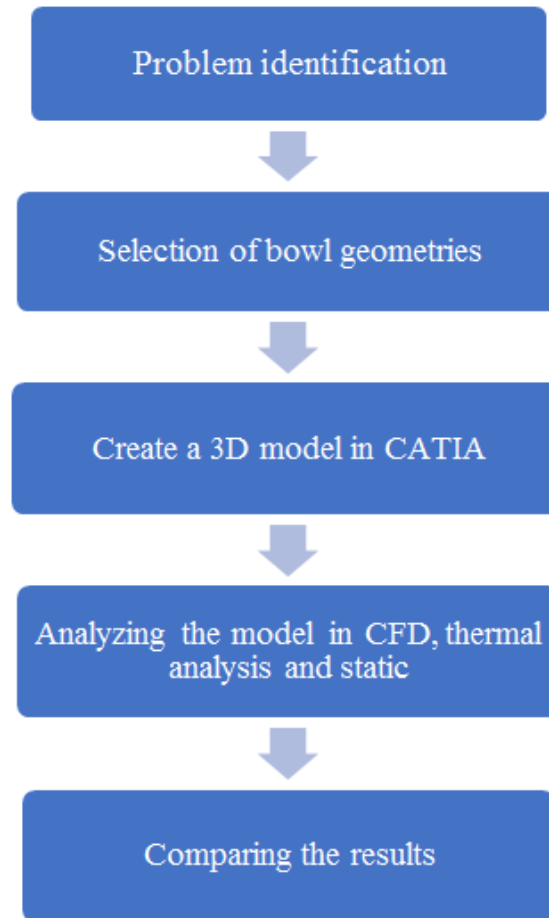 Problem identification
Selection of bowl geometries
Create a 3D model in CATIA
Analyzing the model in CFD, thermal
analysis and static
Comparing the results